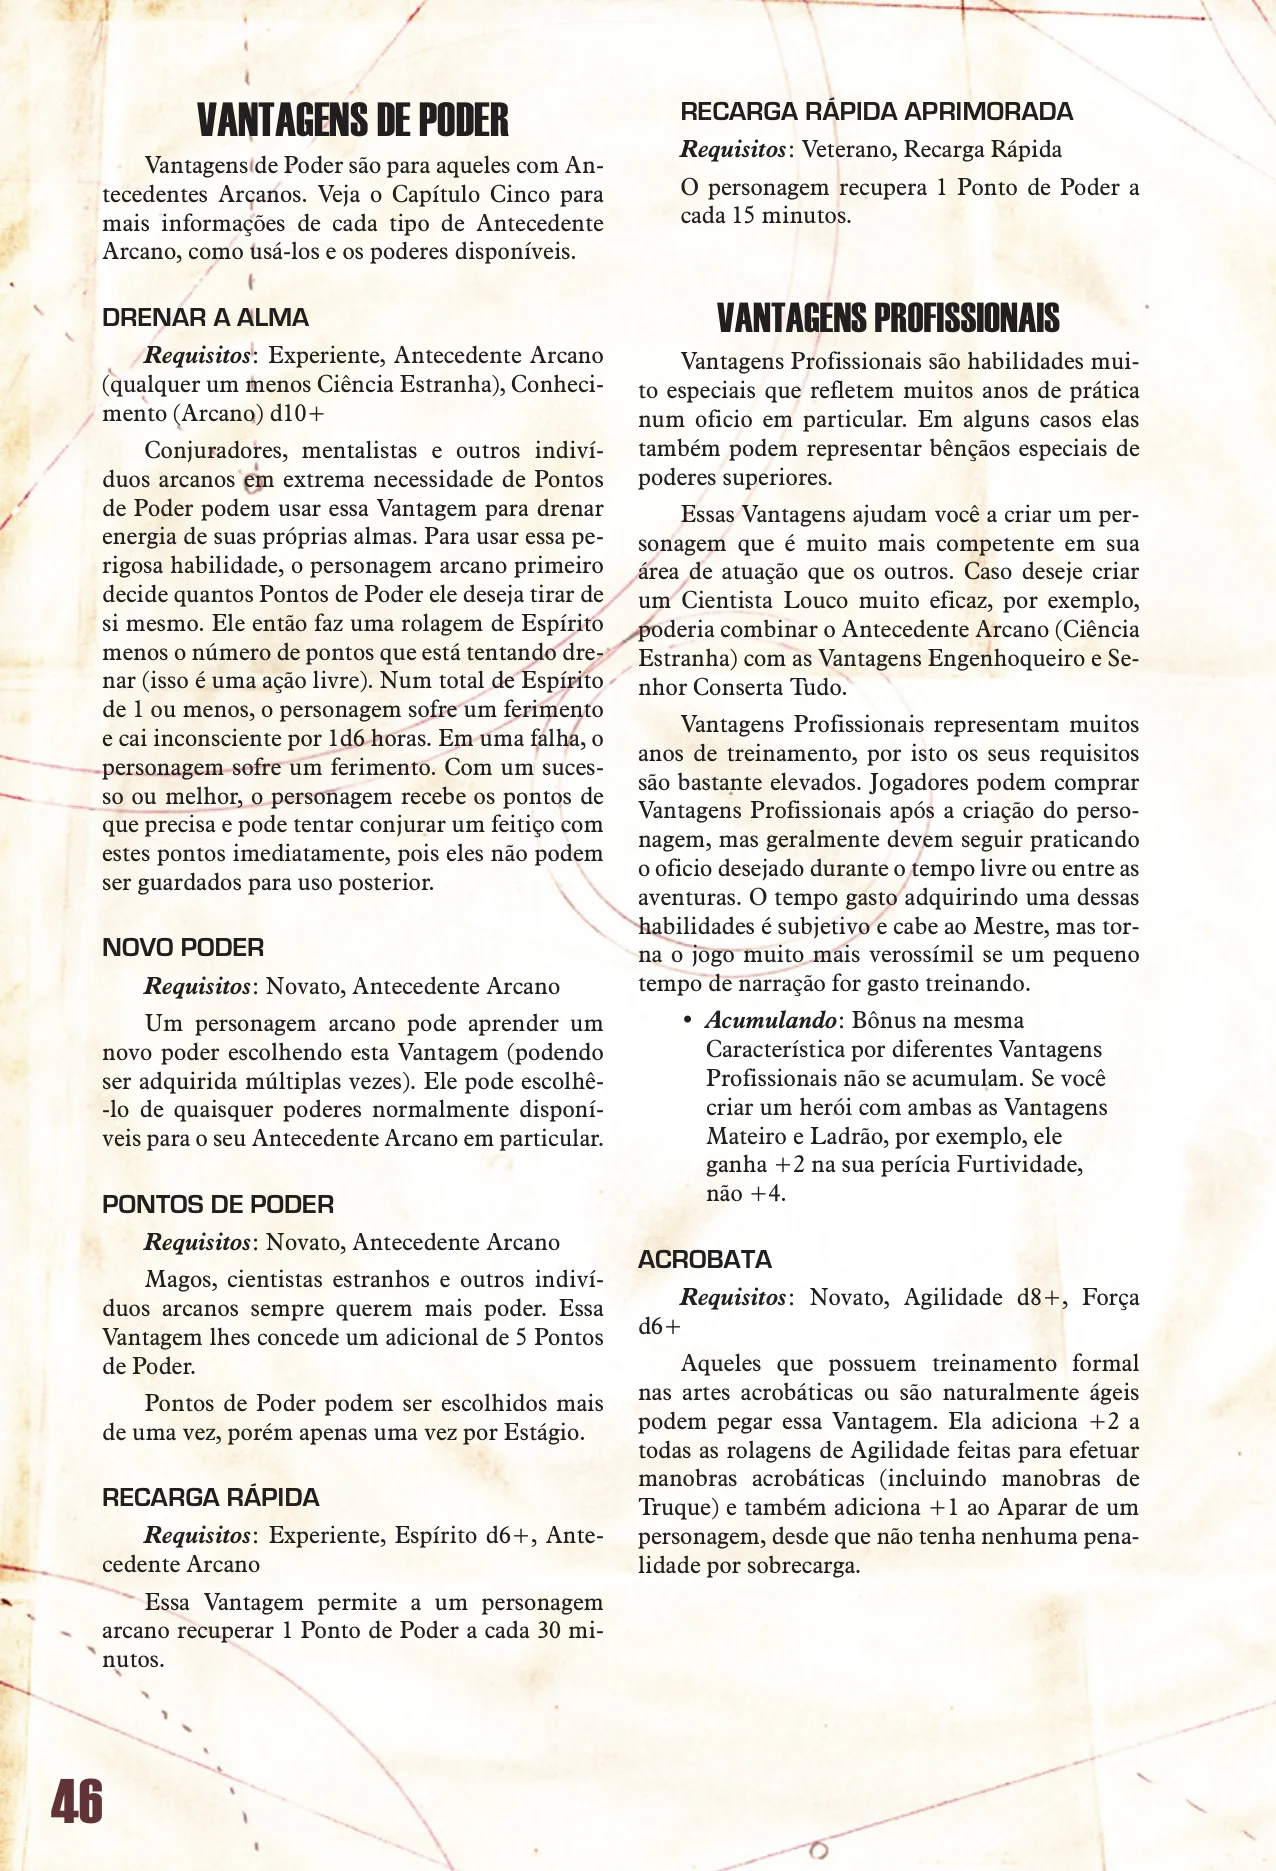 VANTAGENS DE PODER
Vantagens de Poder são para aqueles com An-
tecedentes Arcanos. Veja o Capítulo Cinco para
mais informações de cada tipo de Antecedente
Arcano, como usá-los e os poderes disponíveis.
DRENAR A ALMA
Requisitos: Experiente, Antecedente Arcano
(qualquer um menos Ciência Estranha), Conheci-
mento (Arcano) d10+
Conjuradores, mentalistas e outros indiví-
duos arcanos em extrema necessidade de Pontos
de Poder podem usar essa Vantagem para drenar
energia de suas próprias almas. Para usar essa pe-
rigosa habilidade, o personagem arcano primeiro
decide quantos Pontos de Poder ele deseja tirar de
si mesmo. Ele então faz uma rolagem de Espírito
menos o número de pontos que está tentando dre-
nar (isso é uma ação livre). Num total de Espírito
de 1 ou menos, o personagem sofre um ferimento
e cai inconsciente por 1d6 horas. Em uma falha, o
personagem sofre um ferimento. Com um suces-
so ou melhor, o personagem recebe os pontos de
que precisa e pode tentar conjurar um feitiço com
estes pontos imediatamente, pois eles não podem
ser guardados para uso posterior.
NOVO PODER
Requisitos: Novato, Antecedente Arcano
Um personagem arcano pode aprender um
novo poder escolhendo esta Vantagem (podendo
ser adquirida múltiplas vezes). Ele pode escolhê-
-lo de quaisquer poderes normalmente disponí-
veis para o seu Antecedente Arcano em particular.
PONTOS DE PODER
Requisitos: Novato, Antecedente Arcano
Magos, cientistas estranhos e outros indiví-
duos arcanos sempre querem mais poder. Essa
Vantagem lhes concede um adicional de 5 Pontos
de Poder.
Pontos de Poder podem ser escolhidos mais
de uma vez, porém apenas uma vez por Estágio.
RECARGA RÁPIDA
Requisitos: Experiente, Espírito d6+, Ante-
cedente Arcano
Essa Vantagem permite a um personagem
arcano recuperar 1 Ponto de Poder a cada 30 mi-
nutos.
RECARGA RÁPIDA APRIMORADA
Requisitos: Veterano, Recarga Rápida
O personagem recupera 1 Ponto de Poder a
cada 15 minutos.
VANTAGENS PROFISSIONAIS
Vantagens Profissionais são habilidades mui-
to especiais que refletem muitos anos de prática
num oficio em particular. Em alguns casos elas
também podem representar bênçãos especiais de
poderes superiores.
Essas Vantagens ajudam você a criar um per-
sonagem que é muito mais competente em sua
área de atuação que os outros. Caso deseje criar
um Cientista Louco muito eficaz, por exemplo,
poderia combinar o Antecedente Arcano (Ciência
Estranha) com as Vantagens Engenhoqueiro e Se-
nhor Conserta Tudo.
Vantagens Profissionais representam muitos
anos de treinamento, por isto os seus requisitos
são bastante elevados. Jogadores podem comprar
Vantagens Profissionais após a criação do perso-
nagem, mas geralmente devem seguir praticando
o oficio desejado durante o tempo livre ou entre as
aventuras. O tempo gasto adquirindo uma dessas
habilidades é subjetivo e cabe ao Mestre, mas tor-
na o jogo muito mais verossímil se um pequeno
tempo de narração for gasto treinando.
• Acumulando: Bônus na mesma
Característica por diferentes Vantagens
Profissionais não se acumulam. Se você
criar um herói com ambas as Vantagens
Mateiro e Ladrão, por exemplo, ele
ganha +2 na sua perícia Furtividade,
não +4.
ACROBATA
Requisitos: Novato, Agilidade d8+, Força
d6+
Aqueles que possuem treinamento formal
nas artes acrobáticas ou são naturalmente ágeis
podem pegar essa Vantagem. Ela adiciona +2 a
todas as rolagens de Agilidade feitas para efetuar
manobras acrobáticas (incluindo manobras de
Truque) e também adiciona +1 ao Aparar de um
personagem, desde que não tenha nenhuma pena-
lidade por sobrecarga.
46